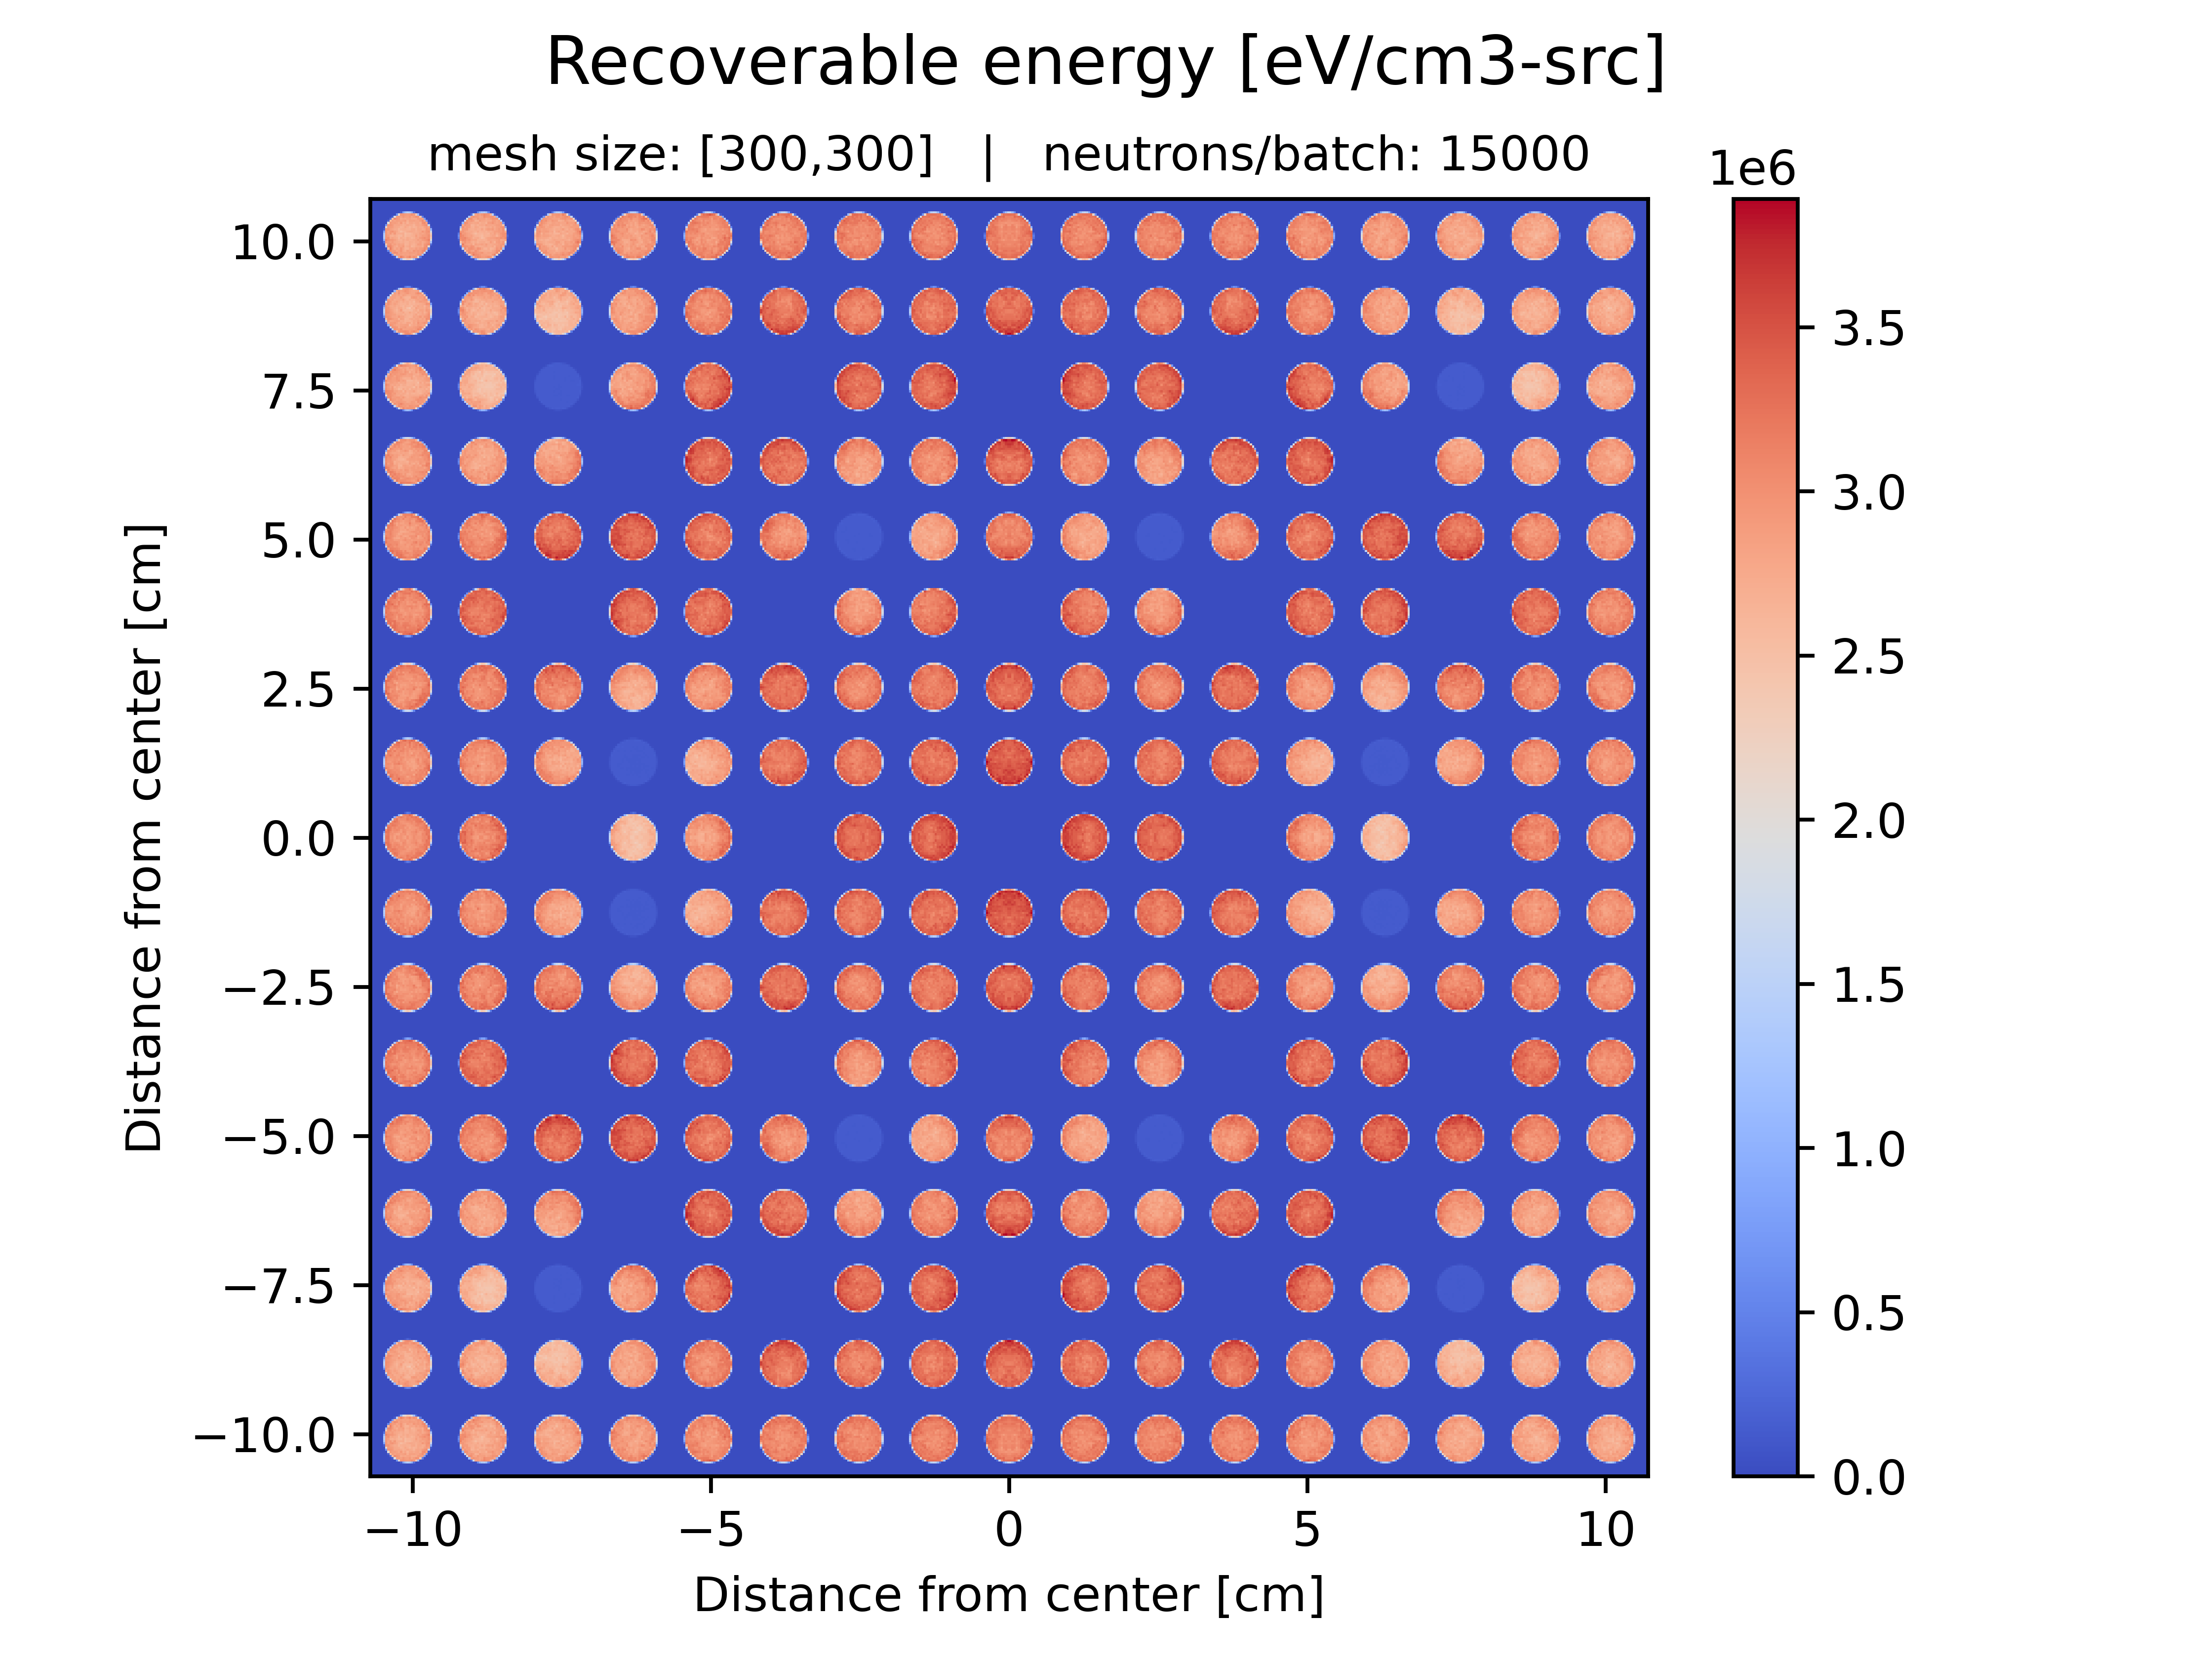 Recoverable energy [eV/cm3-src]
mesh size: [300,300] | neutrons/batch: 15000
1e6
10.0
7.5
5.0
2.5
0.0
−2.5
−5.0
−7.5
−10.0
Distance from center [cm]
−10 −5 0 5 10
Distance from center [cm]
3.5
3.0
2.5
2.0
1.5
1.0
0.5
0.0